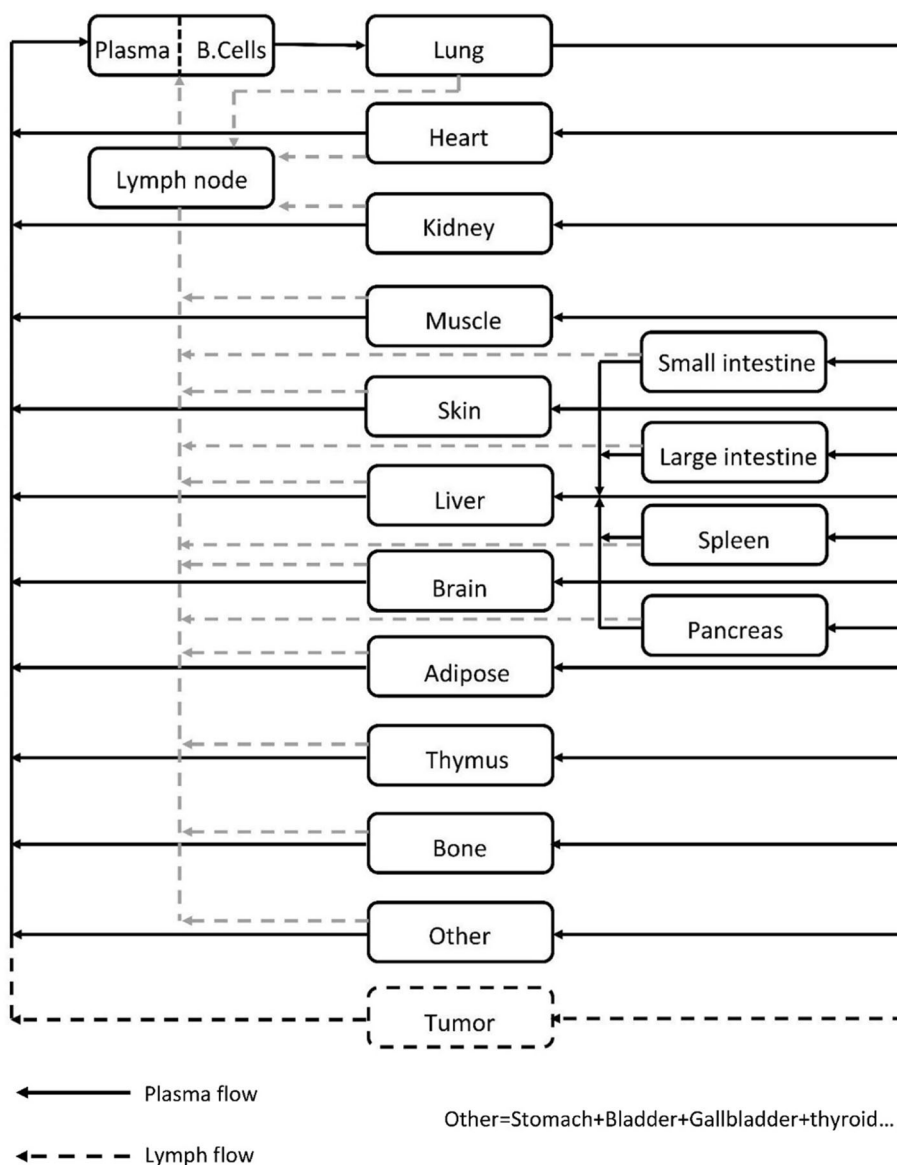 Plasma B.Cells Lung
Heart
Lymph node
Kidney
Muscle
Small intestine
Skin
Large intestine
Liver
Spleen
Brain
Pancreas
Adipose
Thymus
Bone
Other
Tumor
Plasma flow
Other=Stomach+Bladder+Gallbladder+thyroid...
Lymph flow